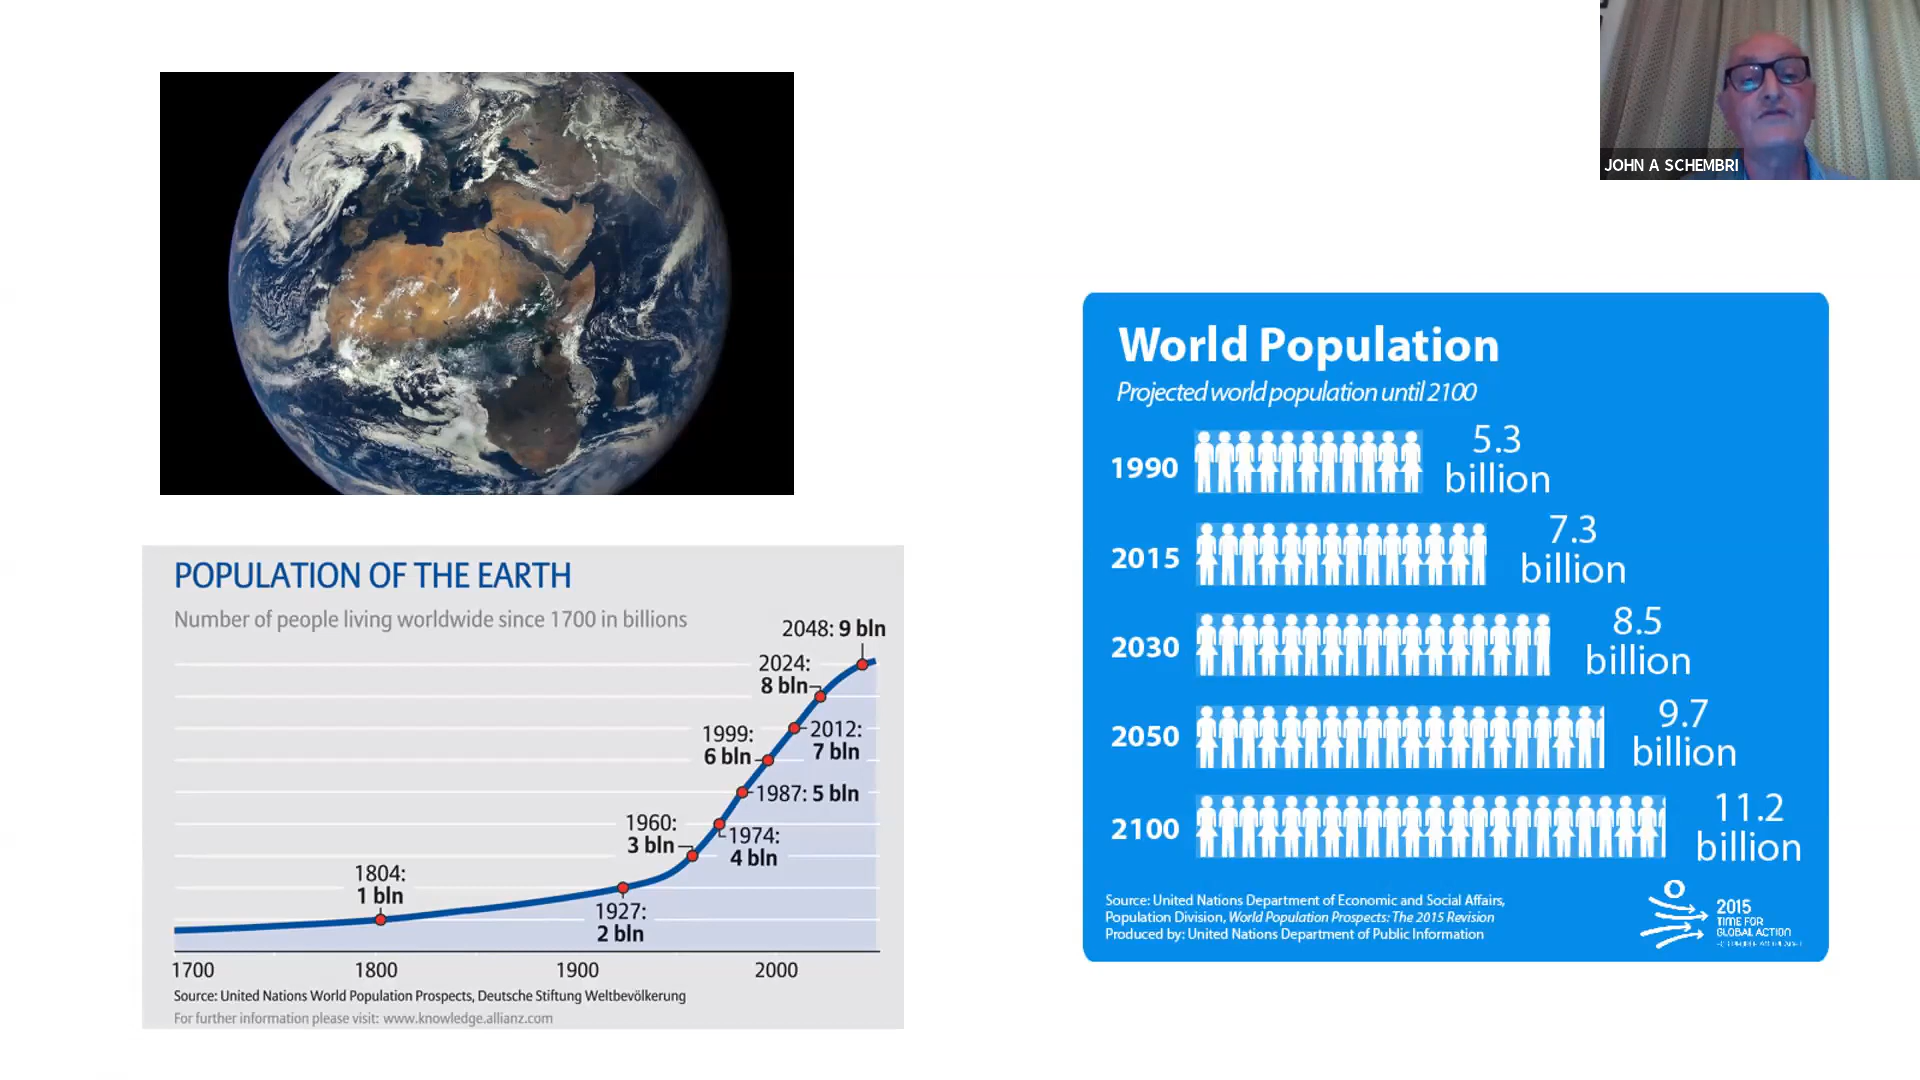 JOHN A SCHEMBRI
POPULATION OF THE EARTH
Number of people living worldwide since 1700 in billions
2048: 9 bln
2024:
8 bln
2012:
7 bln
1999:
6 bln
1987: 5 bln
1974:
4 bln
1960:
3 bln
1927:
2 bln
1804:
1 bln
1700
1800
1900
2000
Source: United Nations World Population Prospects, Deutsche Stiftung Weltbevölkerung
For further information please visit: www.knowledge.allianz.com
World Population
Projected world population until 2100
1990
5.3
billion
2015
7.3
billion
2030
8.5
billion
2050
9.7
billion
2100
11.2
billion
Source: United Nations Department of Economic and Social Affairs,
Population Division, World Population Prospects: The 2015 Revision
Produced by: United Nations Department of Public Information
2015
TIME FOR
GLOBAL ACTION